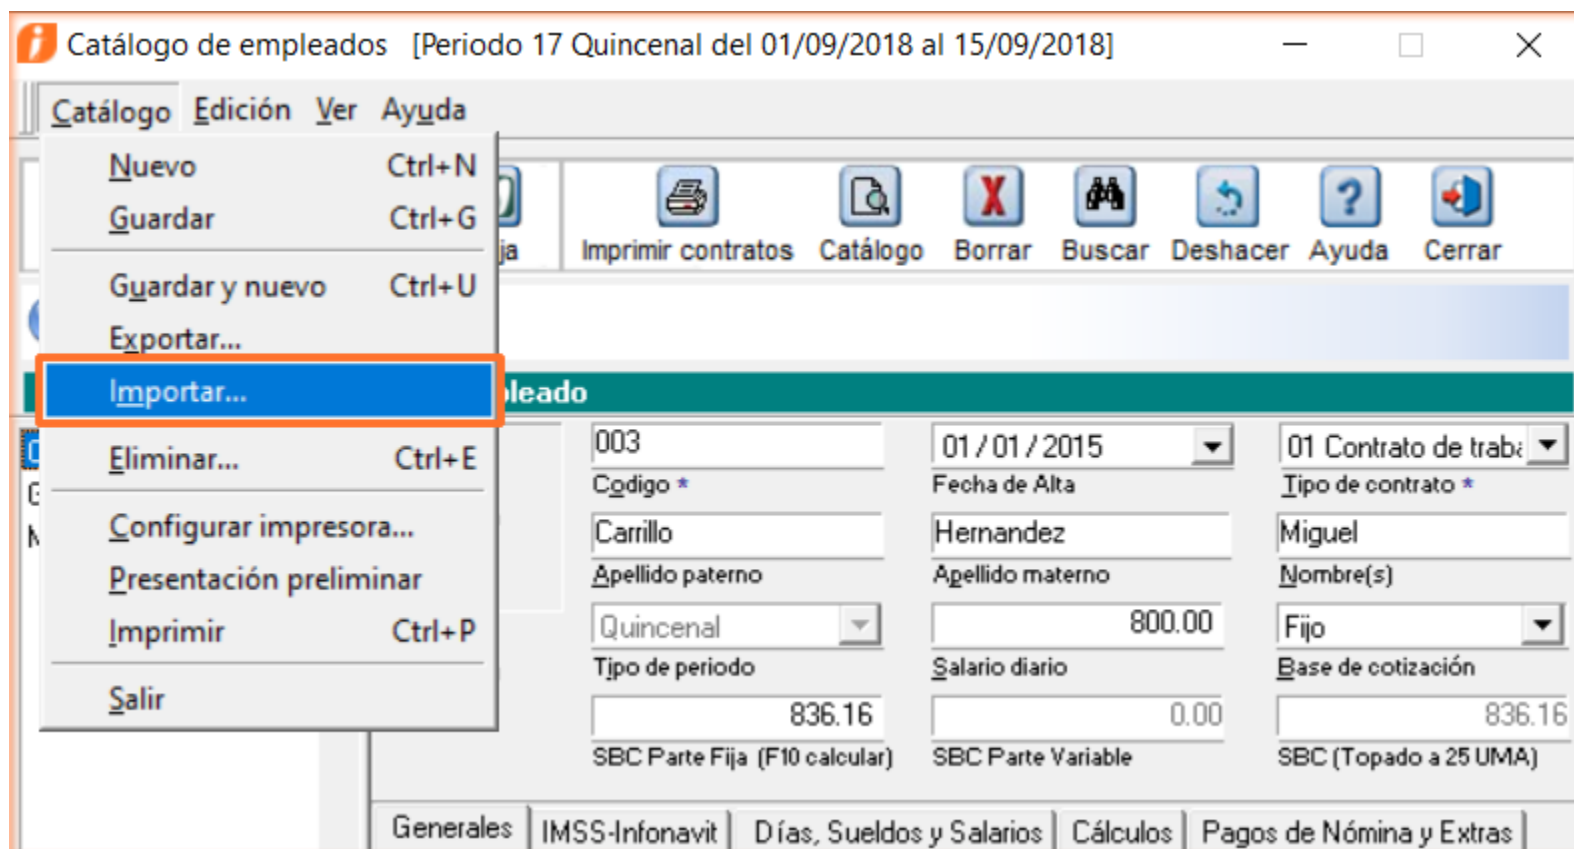 Catálogo de empleados [Periodo 17 Quincenal del 01/09/2018 al 15/09/2018]
Catálogo Edición Ver Ayuda
Nuevo Ctrl+N
Guardar Ctrl+G
Guardar y nuevo Ctrl+U
Exportar...
Importar...
Eliminar... Ctrl+E
Configurar impresora...
Presentación preliminar
Imprimir Ctrl+P
Salir
Imprimir contratos Catálogo Borrar Buscar Deshacer Ayuda Cerrar
003 01/01/2015 01 Contrato de
Codigo * Fecha de Alta Tipo de contrato *
Carrillo Hernandez Miguel
Apellido paterno Apellido materno Nombre(s)
Quincenal 800.00 Fijo
Tipo de periodo Salario diario Base de cotización
836.16 0.00 836.16
SBC Parte Fija (F10 calcular) SBC Parte Variable SBC (Topado a 25 UMA)
Generales IMSS-Infonavit Días, Sueldos y Salarios Cálculos Pagos de Nómina y Extras